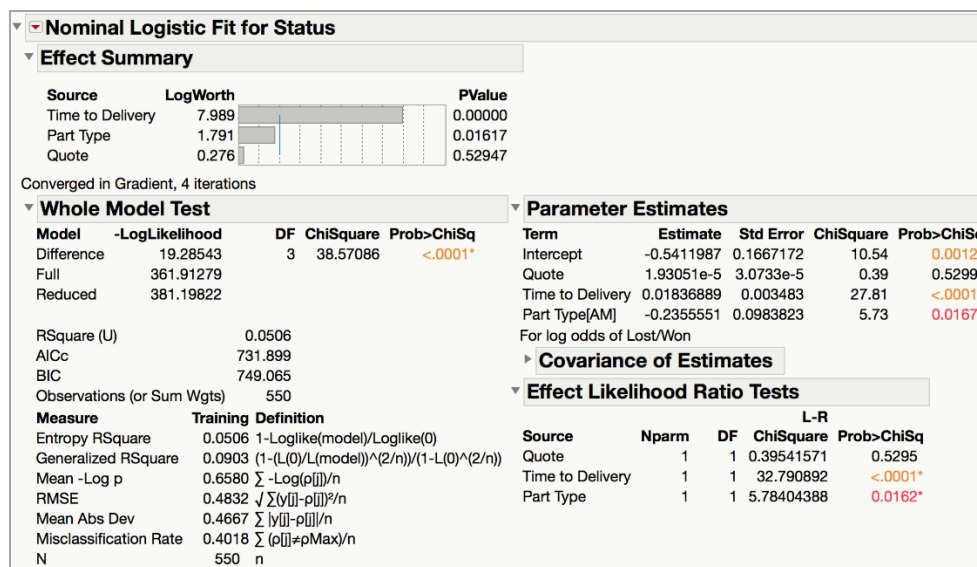 Nominal Logistic Fit for Status
Effect Summary
Source LogWorth PValue
Time to Delivery 7.989 0.00000
Part Type 1.791 0.01617
Quote 0.276 0.52947
Converged in Gradient, 4 iterations
Whole Model Test
Model -LogLikelihood DF ChiSquare Prob>ChiSq
Difference 19.28543 3 38.57086 <.0001*
Full 361.91279
Reduced 381.19822
RSquare (U) 0.0506
AICc 731.899
BIC 749.065
Observations (or Sum Wgts) 550
Measure Training Definition
Entropy RSquare 0.0506 1-Loglike(model)/Loglike(0)
Generalized RSquare 0.0903 (1-(L(0)/L(model))^(2/n))/(1-L(0)^(2/n))
Mean -Log p 0.6580 ∑ -Log(ρ[j])/n
RMSE 0.4832 √ ∑(y[j]-ρ[j])²/n
Mean Abs Dev 0.4667 ∑ |y[j]-ρ[j]|/n
Misclassification Rate 0.4018 ∑ (ρ[j]≠ρMax)/n
N 550 n
Parameter Estimates
Term Estimate Std Error ChiSquare Prob>ChiSq
Intercept -0.5411987 0.1667172 10.54 0.0012
Quote 1.93051e-5 3.0733e-5 0.39 0.5299
Time to Delivery 0.01836889 0.003483 27.81 <.0001
Part Type[AM] -0.2355551 0.0983823 5.73 0.0167
For log odds of Lost/Won
Covariance of Estimates
Effect Likelihood Ratio Tests
L-R
Source Nparm DF ChiSquare Prob>ChiSq
Quote 1 1 0.39541571 0.5295
Time to Delivery 1 1 32.790892 <.0001*
Part Type 1 1 5.78404388 0.0162*